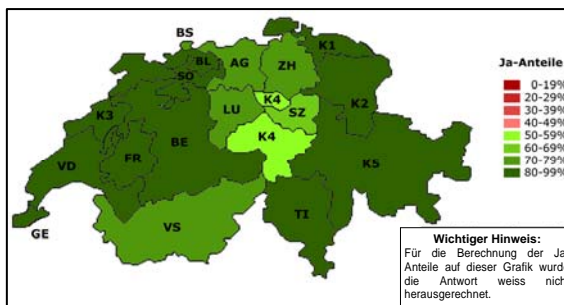 BS
K1
BL
AG
ZH
Ja-Anteile
SO
0-19%
20-29%
30-39%
40-49%
50-59%
60-69%
70-79%
80-99%
K4
K2
LU
SZ
K3
K4
BE
FR
VD
K5
VS
TI
GE
Wichtiger Hinweis:
Für die Berechnung der Ja
Anteile auf dieser Grafik wurd
die Antwort weiss nich
herausgerechnet.